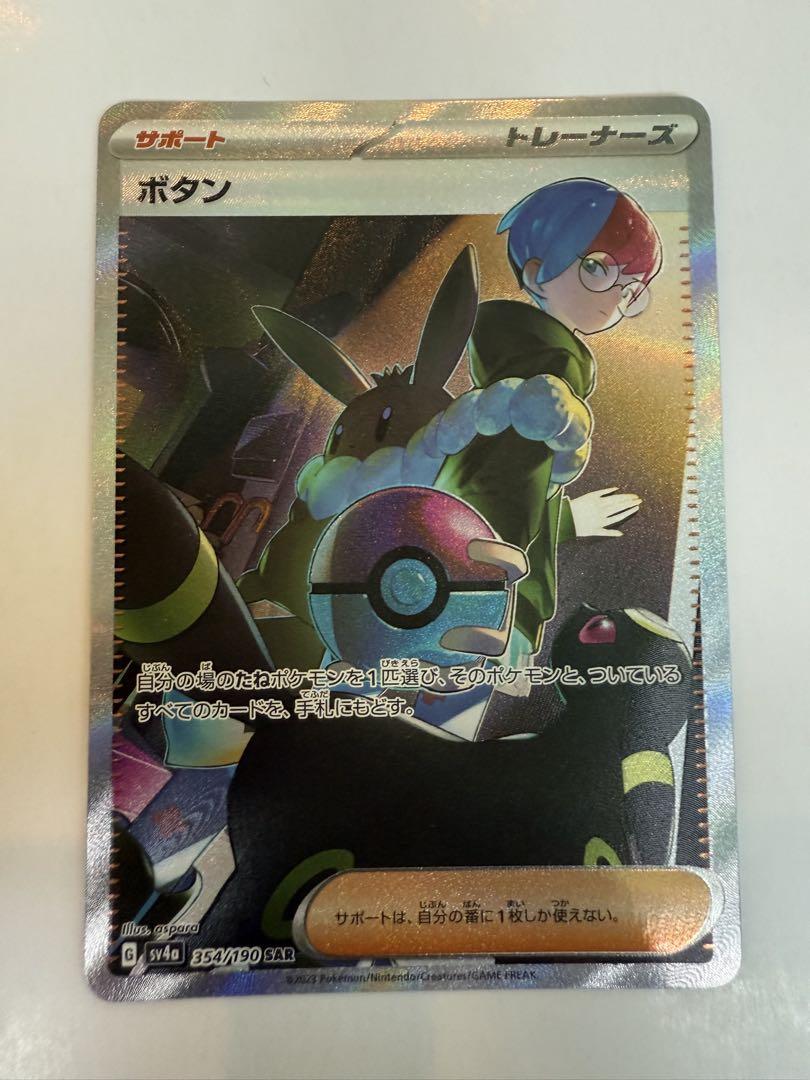 サポート
トレーナーズ
ボタン
自分の場のたねポケモンを1匹選び、そのポケモンと、ついている
すべてのカードを、手札にもどす。
サポートは、自分の番に1枚しか使えない。
Illus. aspara
G sv4a 354/190 SAR
©2023 Pokémon/Nintendo/Creatures/GAME FREAK